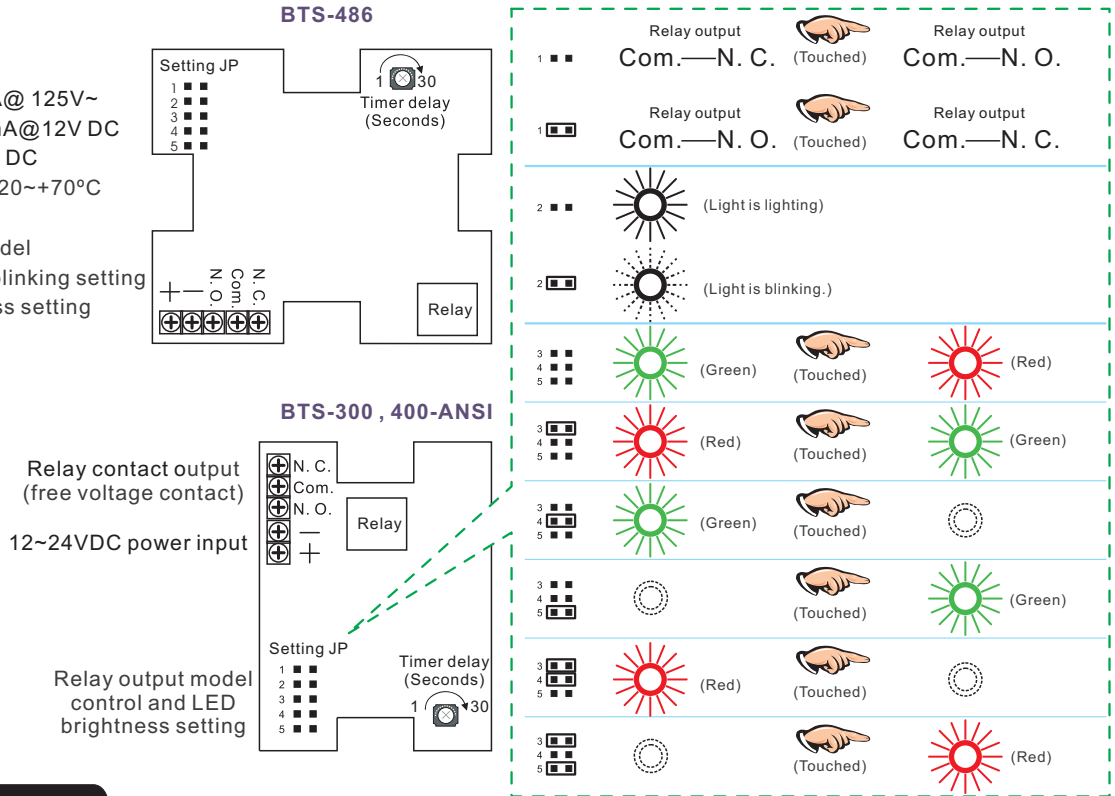 BTS-486
Setting JP
1
2
3
4
5
1 30
Timer delay
(Seconds)
@ 125V~
A@12V DC
DC
20~+70ºC
del
linking setting
ss setting
+ —
N. O.
Com.
N. C.
Relay
BTS-300 , 400-ANSI
Relay contact output
(free voltage contact)
12~24VDC power input
N. C.
Com.
N. O.
—
+
Relay
Setting JP
1
2
3
4
5
Timer delay
(Seconds)
1 30
Relay output model
control and LED
brightness setting
Relay output Relay output
1 Com.—N. C. (Touched) Com.—N. O.
Relay output Relay output
1 Com.—N. O. (Touched) Com.—N. C.
2 (Light is lighting)
2 (Light is blinking.)
3
4 (Green) (Touched) (Red)
5
3
4 (Red) (Touched) (Green)
5
3
4 (Green) (Touched)
5
3
4 (Touched) (Green)
5
3
4 (Red) (Touched)
5
3
4 (Touched) (Red)
5